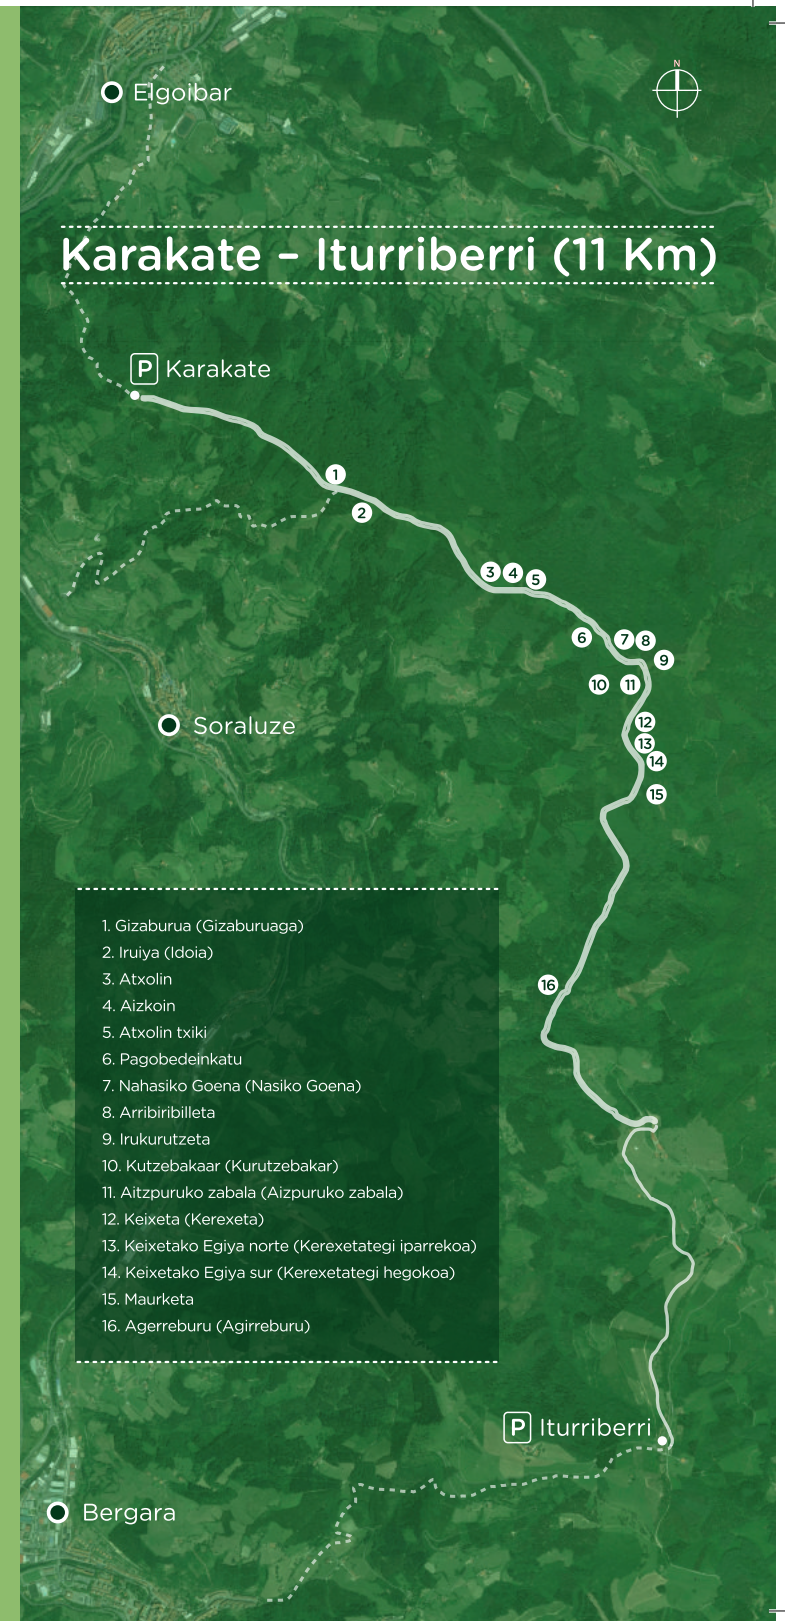 N
Elgoibar
Karakate – Iturriberri (11 Km)
P Karakate
1
2
3 4 5
6 7 8
9
10 11
12
13
14
15
Soraluze
1. Gizaburua (Gizaburuaga)
2. Iruiya (Idoia)
3. Atxolin
4. Aizkoin
5. Atxolin txiki
6. Pagobedeinkatu
7. Nahasiko Goena (Nasiko Goena)
8. Arribiribilleta
9. Irukurutzeta
10. Kutzebakaar (Kurutzebakar)
11. Aitzpuruko zabala (Aizpuruko zabala)
12. Keixeta (Kerexeta)
13. Keixetako Egiya norte (Kerexetategi iparrekoa)
14. Keixetako Egiya sur (Kerexetategi hegokoa)
15. Maurketa
16. Agerreburu (Agirreburu)
16
P Iturriberri
Bergara